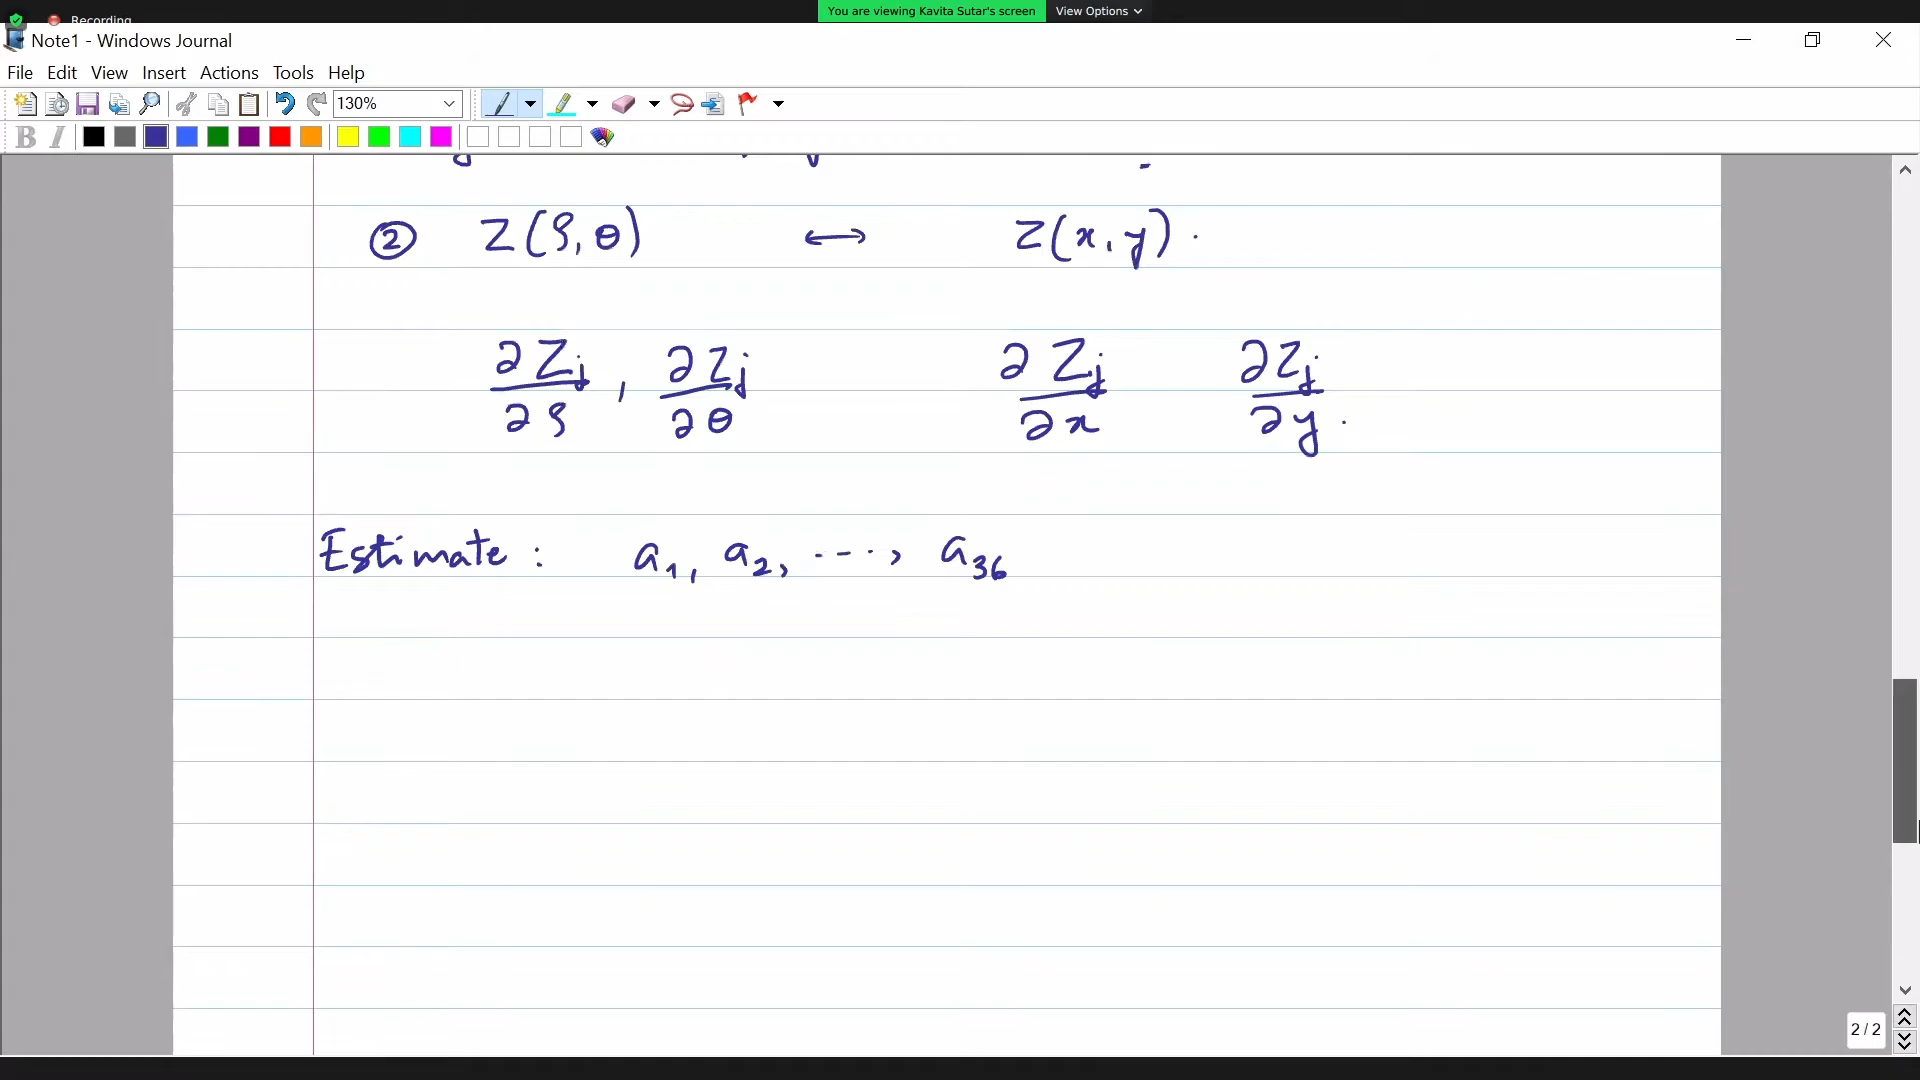 Recording
You are viewing Kavita Sutar's screen View Options
Note1 - Windows Journal
File Edit View Insert Actions Tools Help
130%
B I
② Z(ρ, θ) ↔ Z(x, y).
∂Zj/∂ρ , ∂Zj/∂θ ∂Zj/∂x ∂Zj/∂y .
Estimate : a₁, a₂, ----, a₃₆
2 / 2